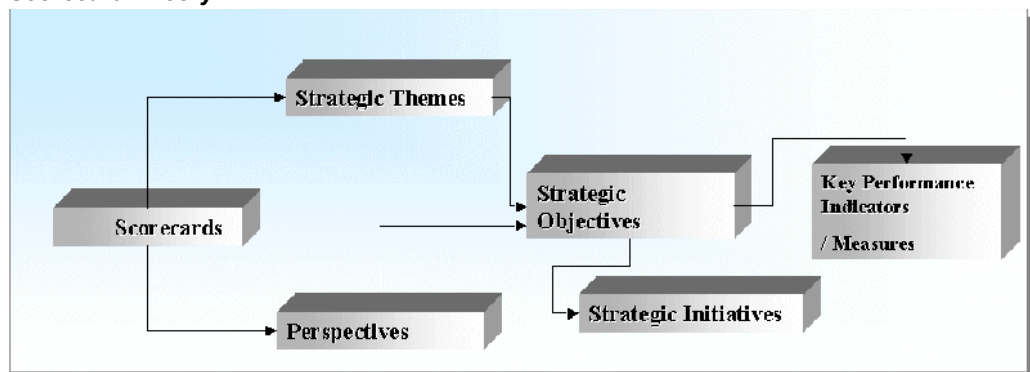 Strategic Themes
Strategic
Objectives
Key Performance
Indicators
/ Measures
Scorecards
Strategic Initiatives
Perspectives